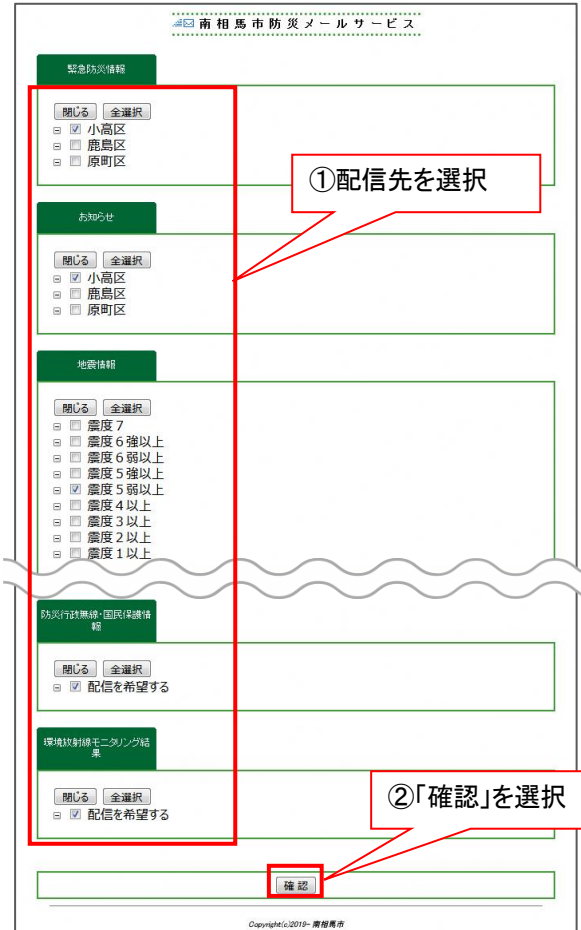 南相馬市防災メールサービス
緊急防災情報
閉じる 全選択
小高区
鹿島区
原町区
①配信先を選択
お知らせ
閉じる 全選択
小高区
鹿島区
原町区
地震情報
閉じる 全選択
震度7
震度6強以上
震度6弱以上
震度5強以上
震度5弱以上
震度4以上
震度3以上
震度2以上
震度1以上
防災行政無線・国民保護情
報
閉じる 全選択
配信を希望する
環境放射線モニタリング結
果
閉じる 全選択
配信を希望する
②「確認」を選択
確認
Copyright(c)2019- 南相馬市